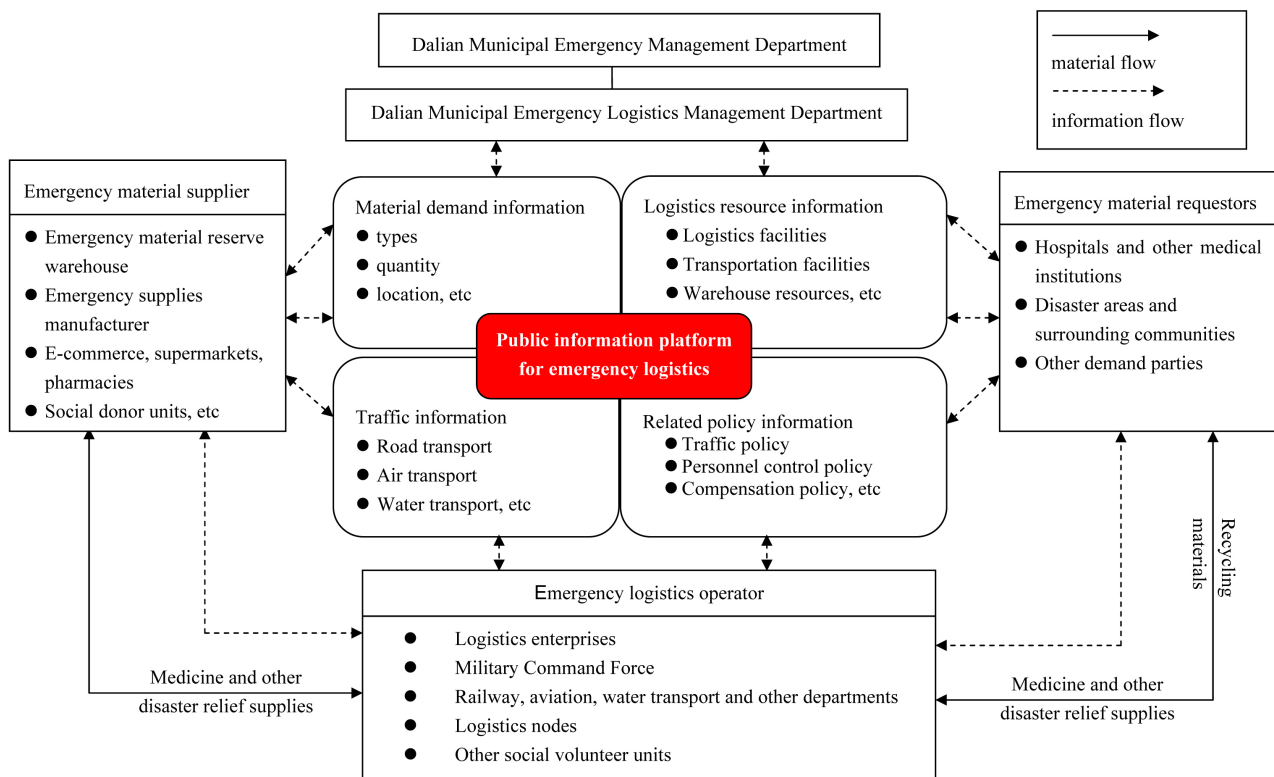 Dalian Municipal Emergency Management Department
Dalian Municipal Emergency Logistics Management Department
material flow
information flow
Emergency material supplier
● Emergency material reserve
warehouse
● Emergency supplies
manufacturer
● E-commerce, supermarkets,
pharmacies
● Social donor units, etc
Material demand information
● types
● quantity
● location, etc
Logistics resource information
● Logistics facilities
● Transportation facilities
● Warehouse resources, etc
Public information platform
for emergency logistics
Traffic information
● Road transport
● Air transport
● Water transport, etc
Related policy information
● Traffic policy
● Personnel control policy
● Compensation policy, etc
Emergency material requestors
● Hospitals and other medical
institutions
● Disaster areas and
surrounding communities
● Other demand parties
Recycling
materials
Medicine and other
disaster relief supplies
Emergency logistics operator
● Logistics enterprises
● Military Command Force
● Railway, aviation, water transport and other departments
● Logistics nodes
● Other social volunteer units
Medicine and other
disaster relief supplies